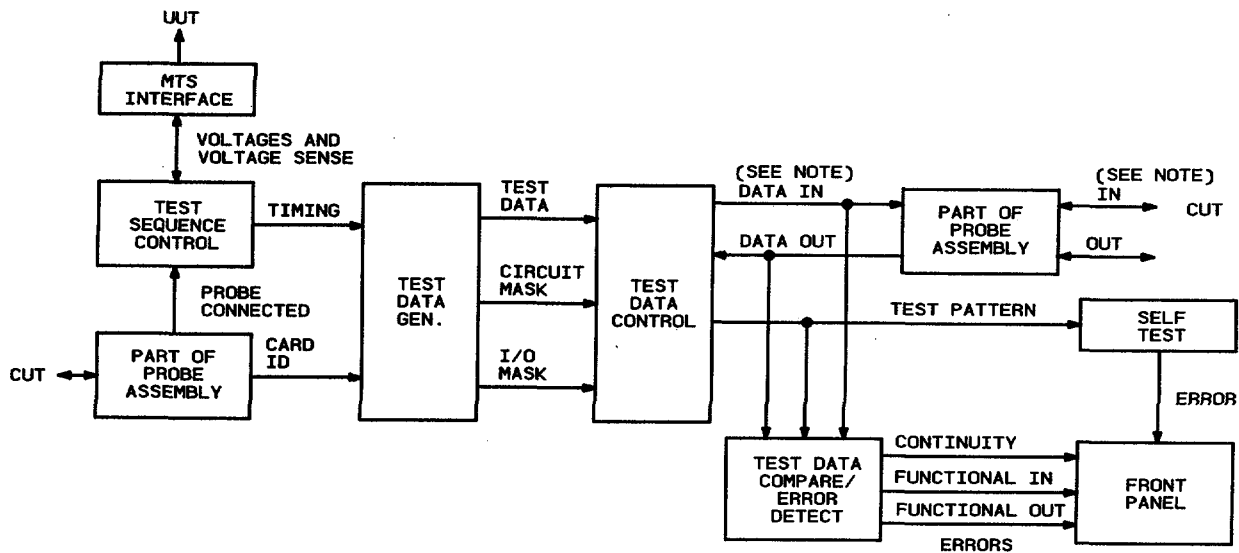 UUT
MTS
INTERFACE
VOLTAGES AND
VOLTAGE SENSE
TEST
SEQUENCE
CONTROL
TIMING
PROBE
CONNECTED
CUT
PART OF
PROBE
ASSEMBLY
CARD
ID
TEST
DATA
GEN.
TEST
DATA
CIRCUIT
MASK
I/O
MASK
TEST
DATA
CONTROL
(SEE NOTE)
DATA IN
DATA OUT
PART OF
PROBE
ASSEMBLY
(SEE NOTE)
IN
CUT
OUT
TEST PATTERN
SELF
TEST
ERROR
TEST DATA
COMPARE/
ERROR
DETECT
CONTINUITY
FUNCTIONAL IN
FUNCTIONAL OUT
ERRORS
FRONT
PANEL